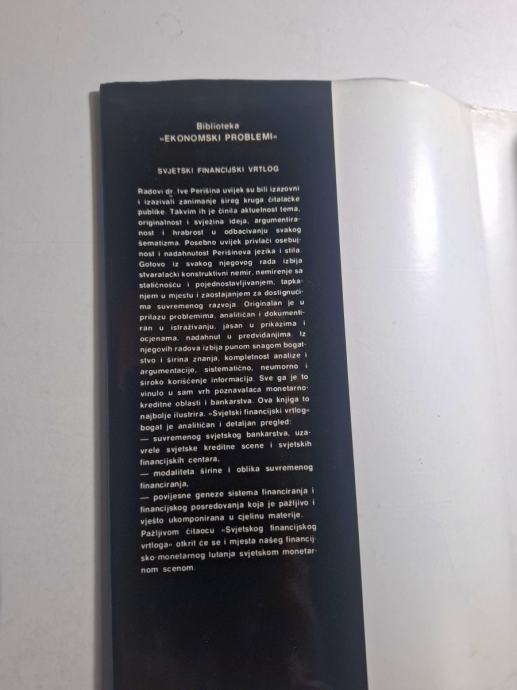 Biblioteka
»EKONOMSKI PROBLEMI«
SVJETSKI FINANCIJSKI VRTLOG
Radovi dr. Ive Perišina uvijek su bili izazovni
i izazivali zanimanje šireg kruga čitalačke
publike. Takvim ih je činila aktuelnost tema,
originalnost i svježina ideja, argumentira-
nost i hrabrost u odbacivanju svakog
šematizma. Posebno uvijek privlači osebuj-
nost i nadahnutost Perišinova jezika i stila.
Gotovo iz svakog njegovog rada izbija
stvaralački konstruktivni nemir, nemirenje sa
statičnošću i pojednostavljivanjem, tapka-
njem u mjestu i zaostajanjem za dostignući-
ma suvremenog razvoja. Originalan je u
prilazu problemima, analitičan i dokumenti-
ran u istraživanju, jasan u prikazima i
ocjenama, nadahnut u predviđanjima. Iz
njegovih radova izbija punom snagom bogat-
stvo i širina znanja, kompletnost analize i
argumentacije, sistematično, neumorno i
široko korišćenje informacija. Sve ga je to
vinulo u sam vrh poznavalaca monetarno-
kreditne oblasti i bankarstva. Ova knjiga to
najbolje ilustrira. »Svjetski financijski vrtlog«
bogat je analitičan i detaljan pregled:
— suvremenog svjetskog bankarstva, uza-
vrele svjetske kreditne scene i svjetskih
financijskih centara,
— modaliteta širine i oblika suvremenog
financiranja,
— povijesne geneze sistema financiranja i
financijskog posredovanja koja je pažljivo i
vješto ukomponirana u cjelinu materije.
Pažljivom čitaocu »Svjetskog financijskog
vrtloga« otkrit će se i mjesta našeg financij-
sko-monetarnog lutanja svjetskom monetar-
nom scenom.